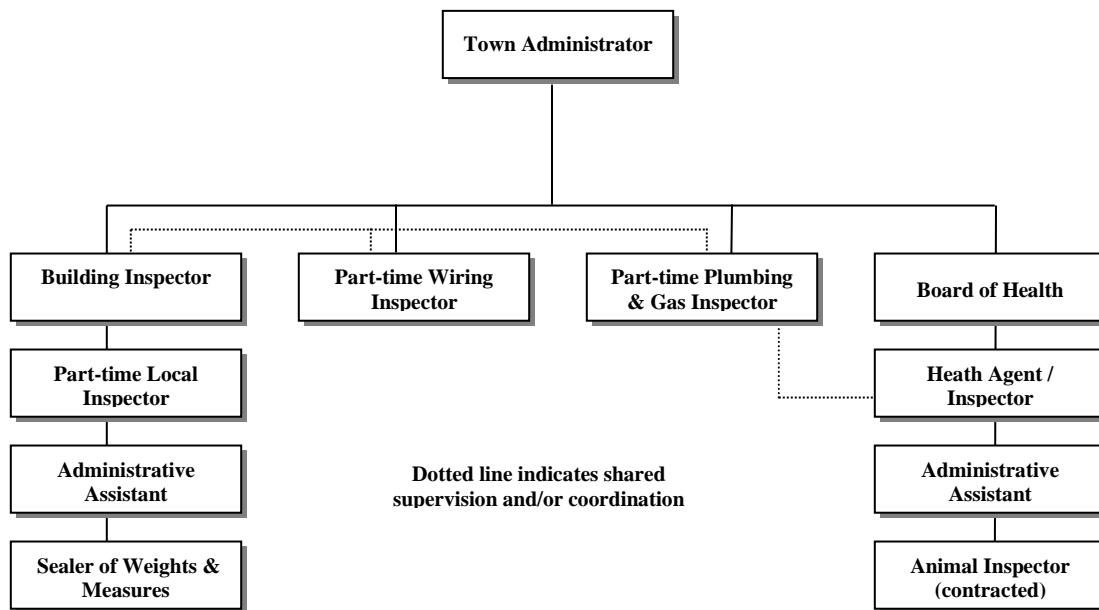 Town Administrator
Building Inspector
Part-time Wiring
Inspector
Part-time Plumbing
& Gas Inspector
Board of Health
Part-time Local
Inspector
Heath Agent /
Inspector
Administrative
Assistant
Dotted line indicates shared
supervision and/or coordination
Administrative
Assistant
Sealer of Weights &
Measures
Animal Inspector
(contracted)